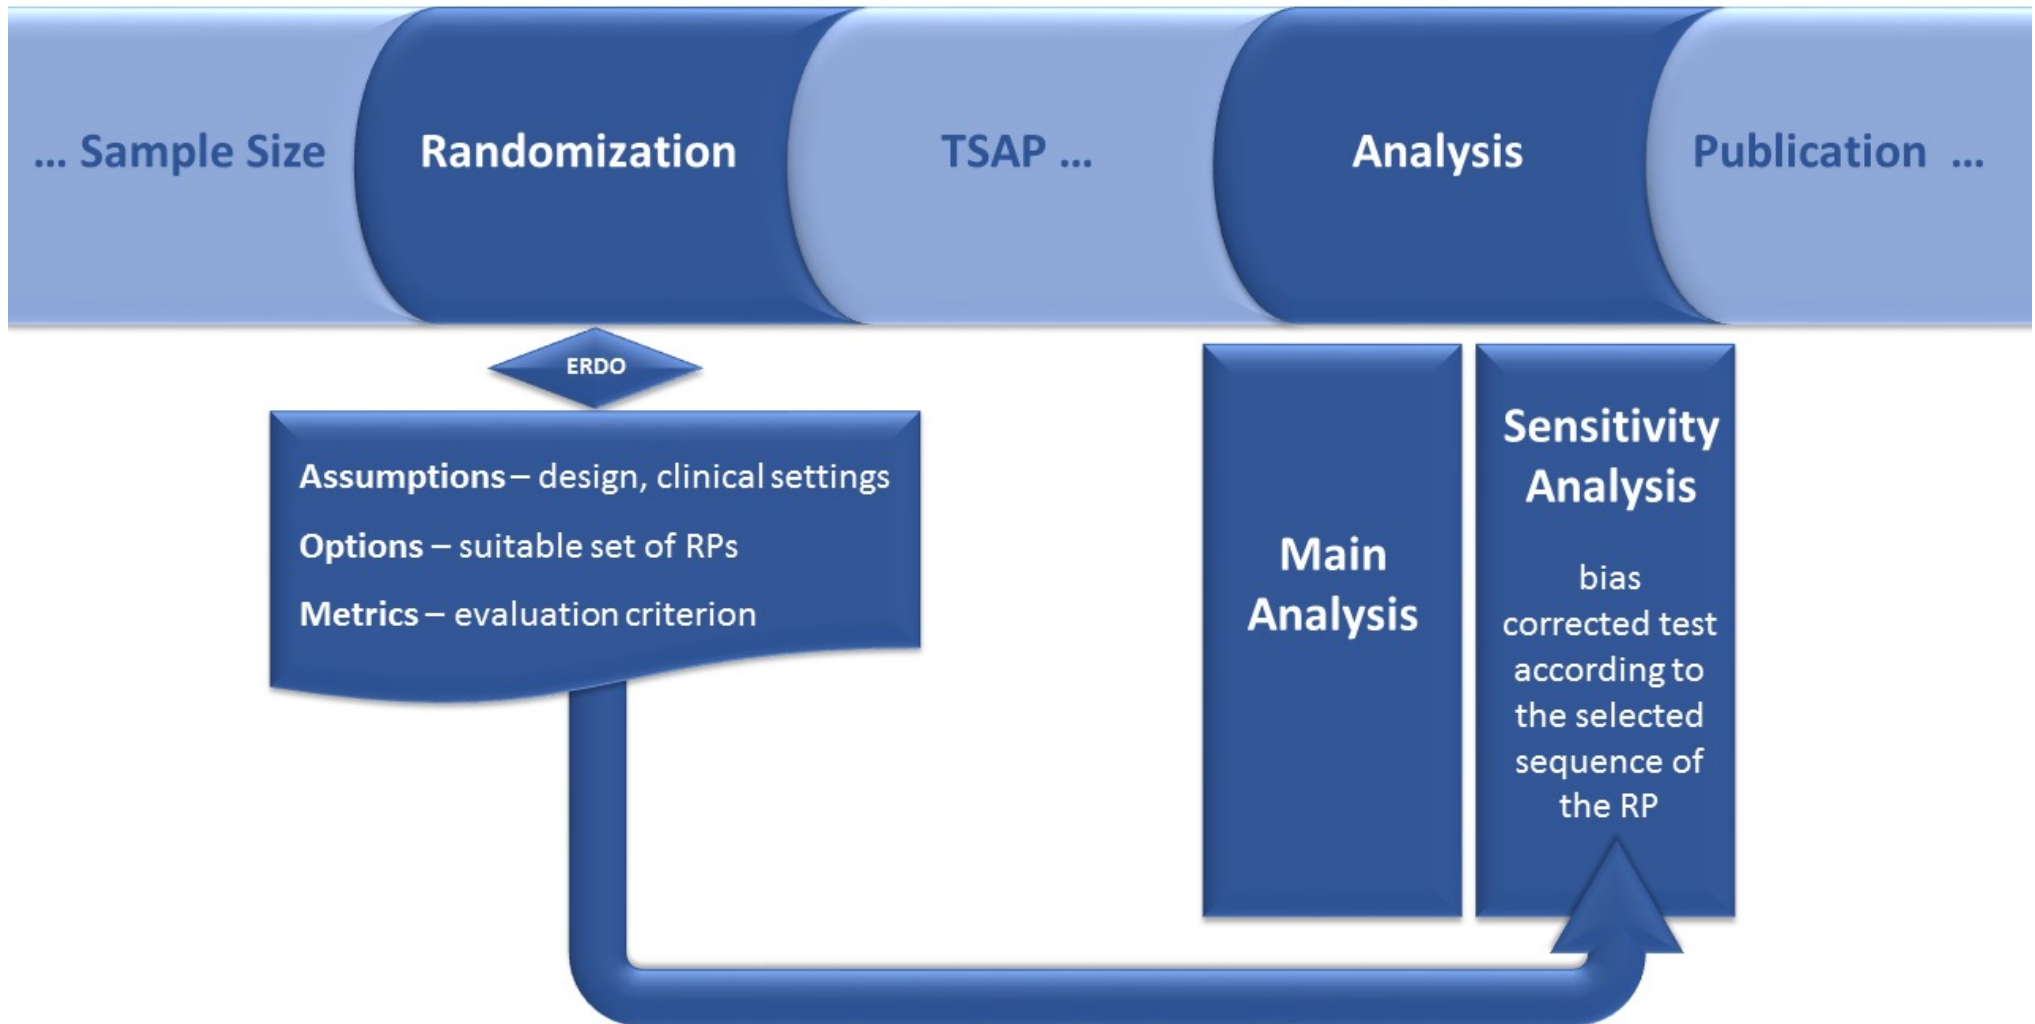 ... Sample Size
Randomization
TSAP ...
Analysis
Publication ...
ERDO
Assumptions – design, clinical settings
Options – suitable set of RPs
Metrics – evaluation criterion
Main
Analysis
Sensitivity
Analysis
bias
corrected test
according to
the selected
sequence of
the RP